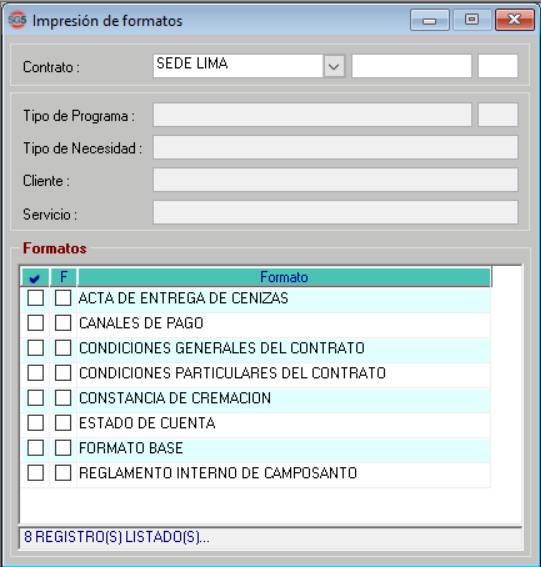 SG5 Impresión de formatos
Contrato : SEDE LIMA
Tipo de Programa :
Tipo de Necesidad :
Cliente :
Servicio :
Formatos
F Formato
ACTA DE ENTREGA DE CENIZAS
CANALES DE PAGO
CONDICIONES GENERALES DEL CONTRATO
CONDICIONES PARTICULARES DEL CONTRATO
CONSTANCIA DE CREMACION
ESTADO DE CUENTA
FORMATO BASE
REGLAMENTO INTERNO DE CAMPOSANTO
8 REGISTRO(S) LISTADO(S)...